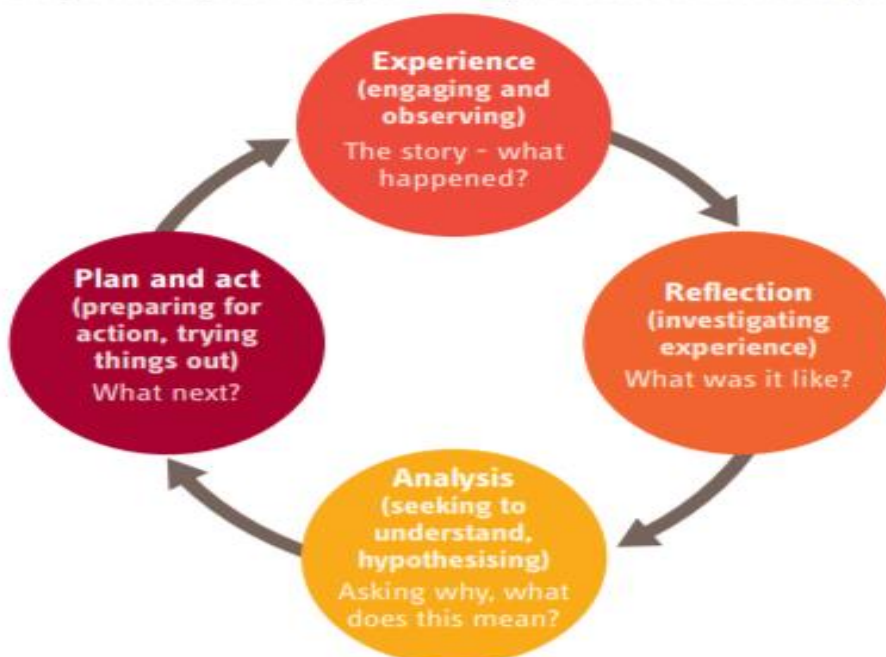 Experience
(engaging and
observing)
The story - what
happened?
Reflection
(investigating
experience)
What was it like?
Analysis
(seeking to
understand,
hypothesising)
Asking why, what
does this mean?
Plan and act
(preparing for
action, trying
things out)
What next?